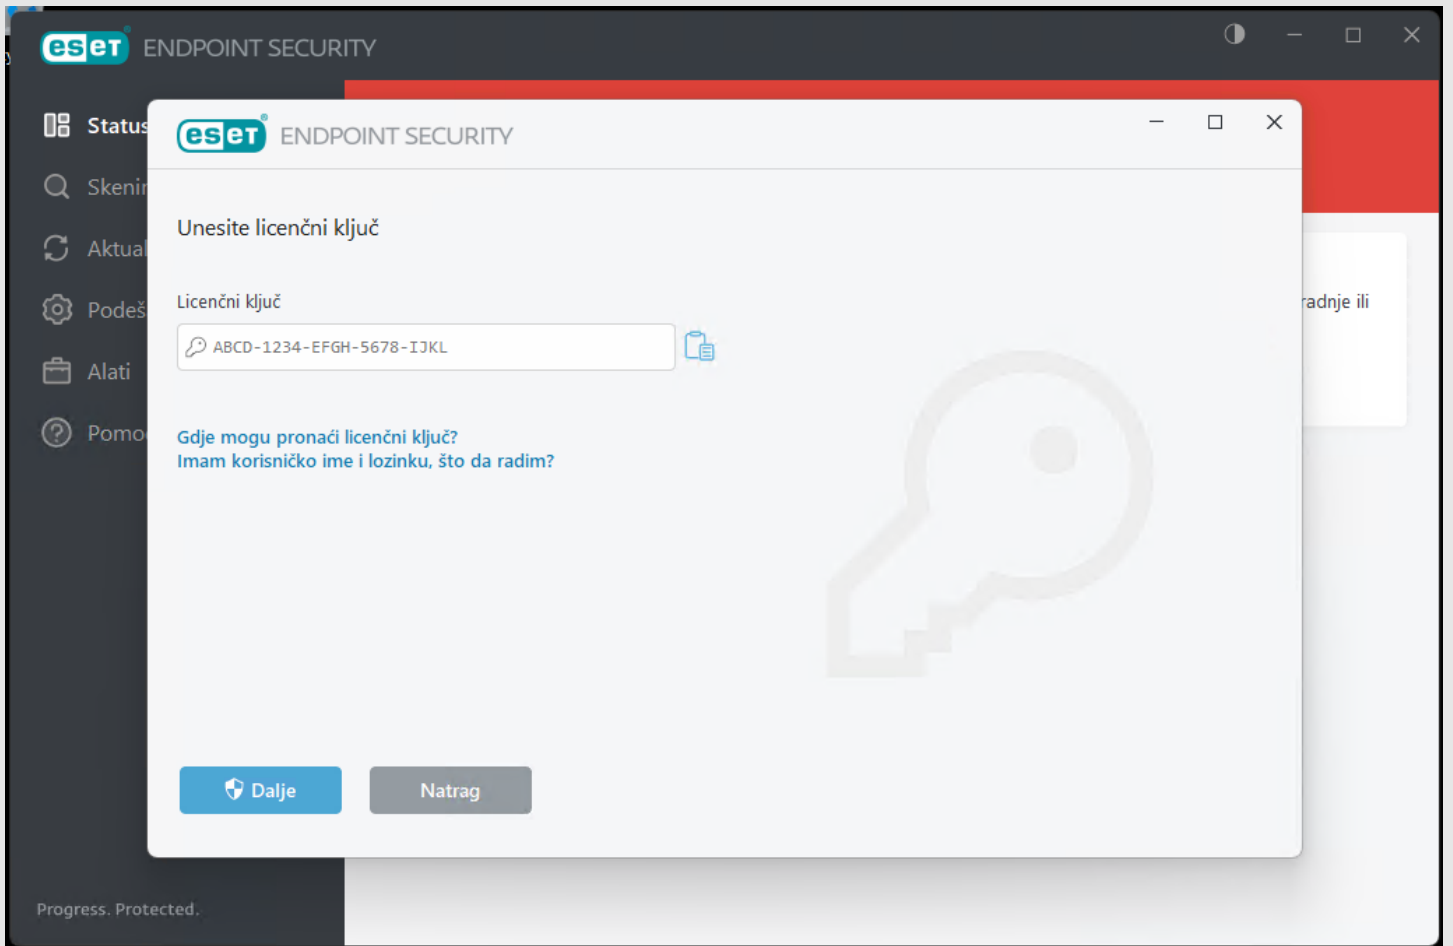 eset ENDPOINT SECURITY
Status
eset ENDPOINT SECURITY
Unesite licenčni ključ
Licenčni ključ
ABCD-1234-EFGH-5678-IJKL
Gdje mogu pronaći licenčni ključ?
Imam korisničko ime i lozinku, što da radim?
Dalje
Natrag
Skenir
Aktual
Podeš
Alati
Pomo
radnje ili
Progress. Protected.